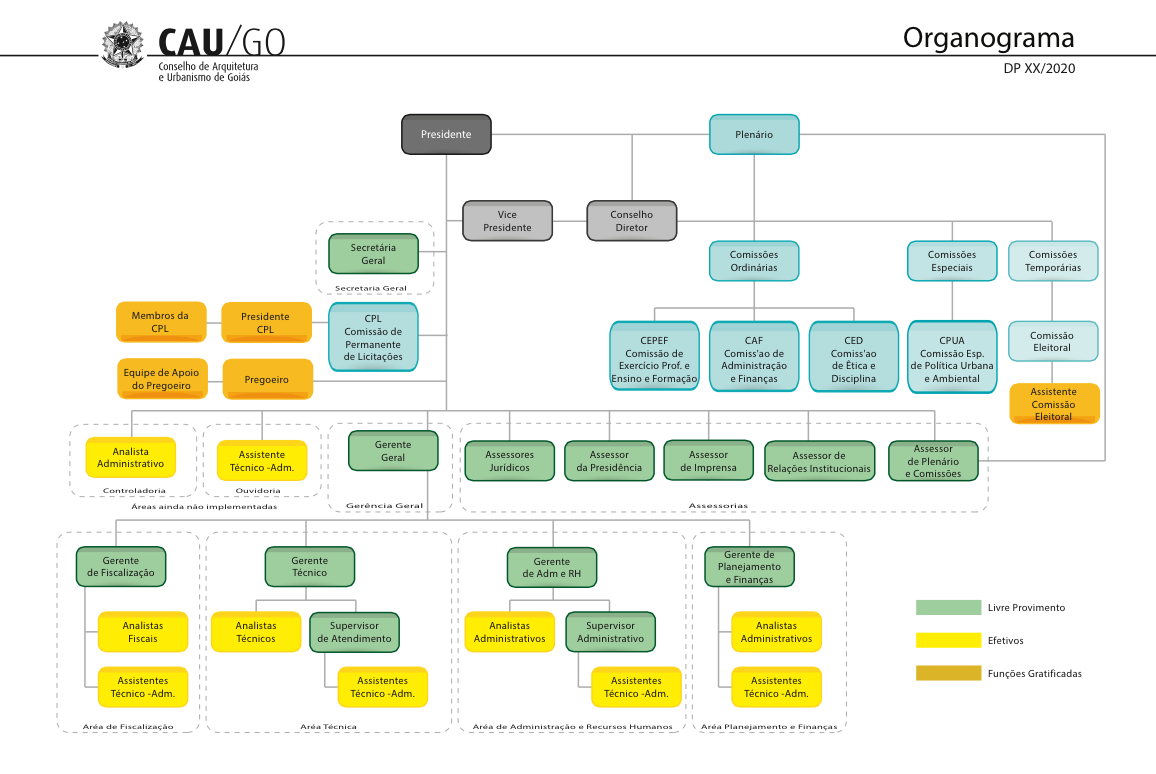 CAU/GO
Conselho de Arquitetura
e Urbanismo de Goiás
Organograma
DP XX/2020
Presidente
Plenário
Vice
Presidente
Conselho
Diretor
Secretária
Geral
Secretaria Geral
Comissões
Ordinárias
Comissões
Especiais
Comissões
Temporárias
Membros da
CPL
Presidente
CPL
CPL
Comissão de
Permanente
de Licitações
Equipe de Apoio
do Pregoeiro
Pregoeiro
CEPEF
Comissão de
Exercício Prof. e
Ensino e Formação
CAF
Comiss'ao de
Administração
e Finanças
CED
Comiss'ao
de Ética e
Disciplina
CPUA
Comissão Esp.
de Política Urbana
e Ambiental
Comissão
Eleitoral
Assistente
Comissão
Eleitoral
Analista
Administrativo
Controladoria
Assistente
Técnico -Adm.
Ouvidoria
Áreas ainda não implementadas
Gerente
Geral
Gerência Geral
Assessores
Jurídicos
Assessor
da Presidência
Assessor
de Imprensa
Assessor de
Relações Institucionais
Assessor
de Plenário
e Comissões
Assessorias
Gerente
de Fiscalização
Analistas
Fiscais
Assistentes
Técnico -Adm.
Aréa de Fiscalização
Gerente
Técnico
Analistas
Técnicos
Supervisor
de Atendimento
Assistentes
Técnico -Adm.
Aréa Técnica
Gerente
de Adm e RH
Analistas
Administrativos
Supervisor
Administrativo
Assistentes
Técnico -Adm.
Aréa de Administração e Recursos Humanos
Gerente de
Planejamento
e Finanças
Analistas
Administrativos
Assistentes
Técnico -Adm.
Aréa Planejamento e Finanças
Livre Provimento
Efetivos
Funções Gratificadas